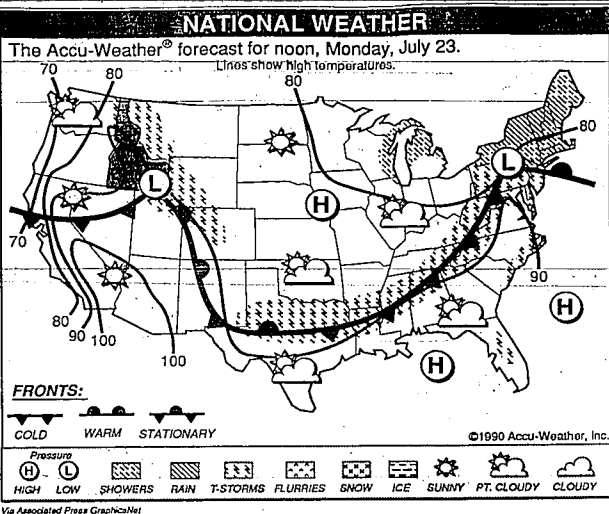 NATIONAL WEATHER
The Accu-Weather® forecast for noon, Monday, July 23.
Lines show high temperatures.
70
80
80
80
L
L
H
70
80
90
100
100
90
H
H
FRONTS:
COLD WARM STATIONARY
©1990 Accu-Weather, Inc.
Pressure
H L
HIGH LOW SHOWERS RAIN T-STORMS FLURRIES SNOW ICE SUNNY PT. CLOUDY CLOUDY
Via Associated Press GraphicsNet